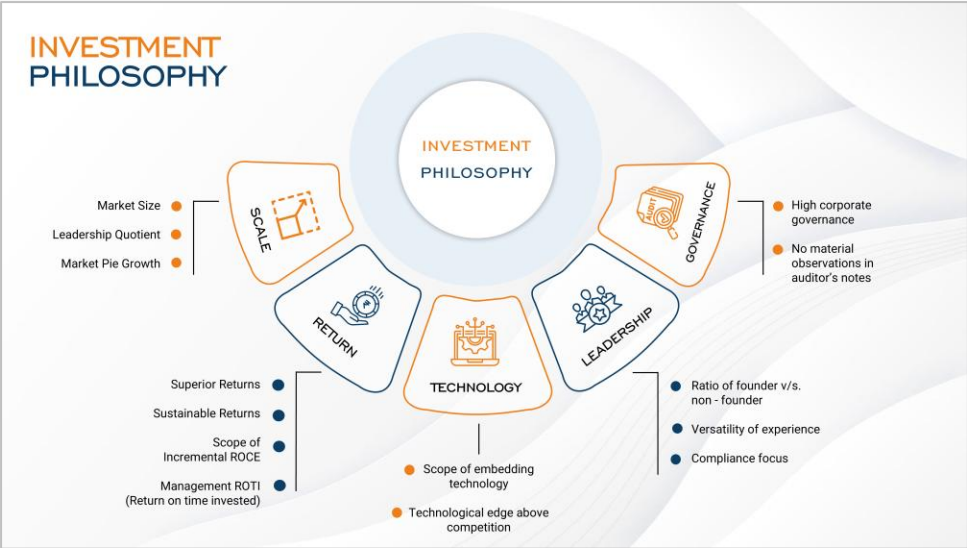 INVESTMENT
PHILOSOPHY
INVESTMENT
PHILOSOPHY
SCALE
Market Size
Leadership Quotient
Market Pie Growth
RETURN
₹
Superior Returns
Sustainable Returns
Scope of
Incremental ROCE
Management ROTI
(Return on time invested)
TECHNOLOGY
Scope of embedding
technology
Technological edge above
competition
LEADERSHIP
Ratio of founder v/s.
non - founder
Versatility of experience
Compliance focus
GOVERNANCE
AUDIT
High corporate
governance
No material
observations in
auditor's notes